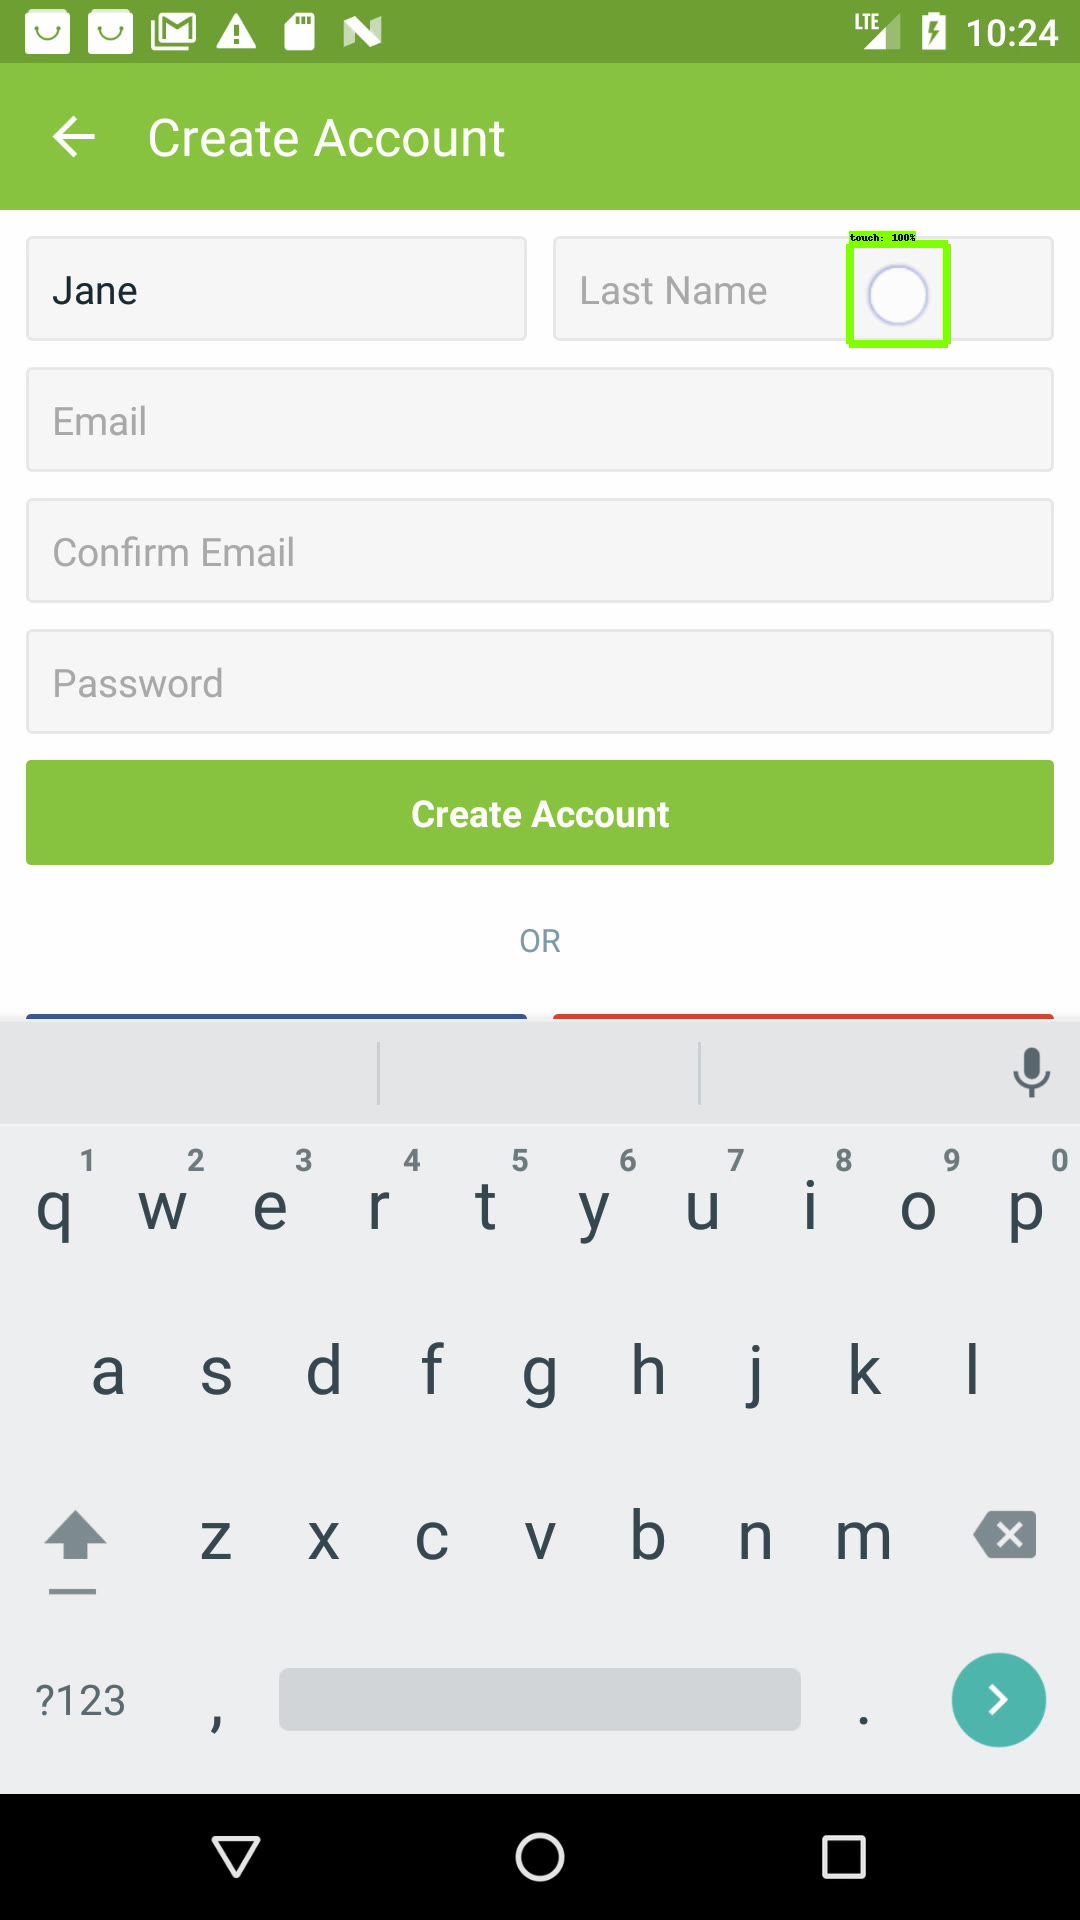 LTE 10:24
Create Account
touch: 100%
Jane Last Name
Email
Confirm Email
Password
Create Account
OR
1 2 3 4 5 6 7 8 9 0
q w e r t y u i o p
a s d f g h j k l
z x c v b n m
?123 , .